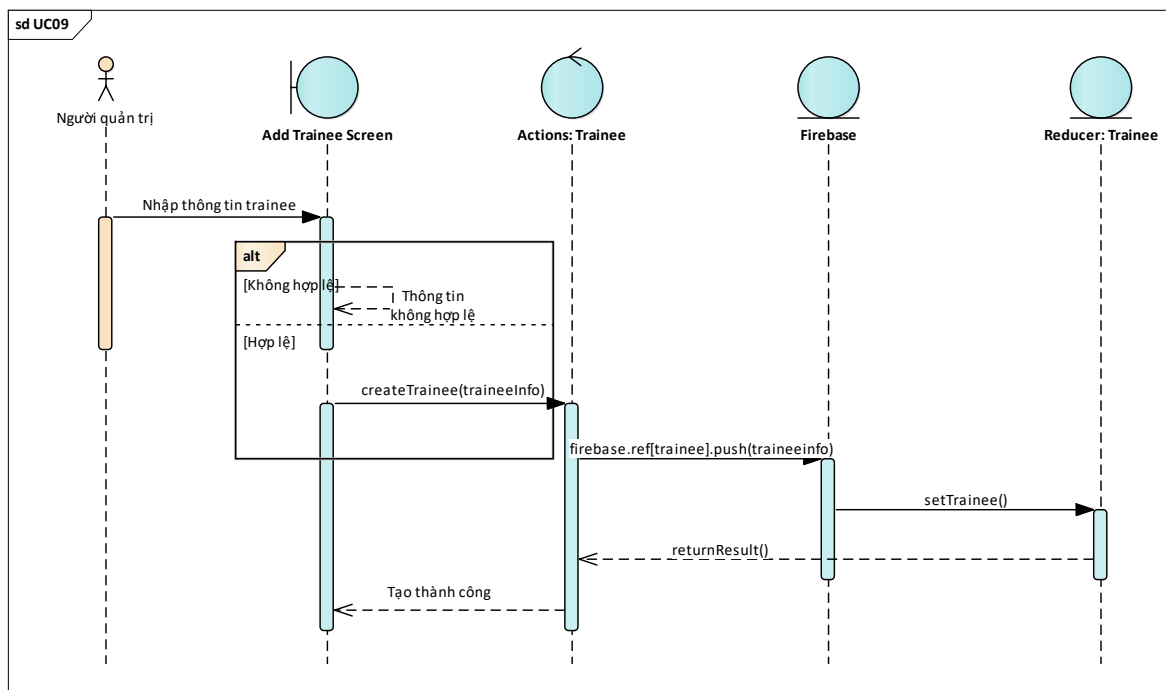 sd UC09
Người quản trị
Add Trainee Screen
Actions: Trainee
Firebase
Reducer: Trainee
Nhập thông tin trainee
alt
[Không hợp lệ]
Thông tin
không hợp lệ
[Hợp lệ]
createTrainee(traineeInfo)
firebase.ref[trainee].push(traineeinfo)
setTrainee()
returnResult()
Tạo thành công